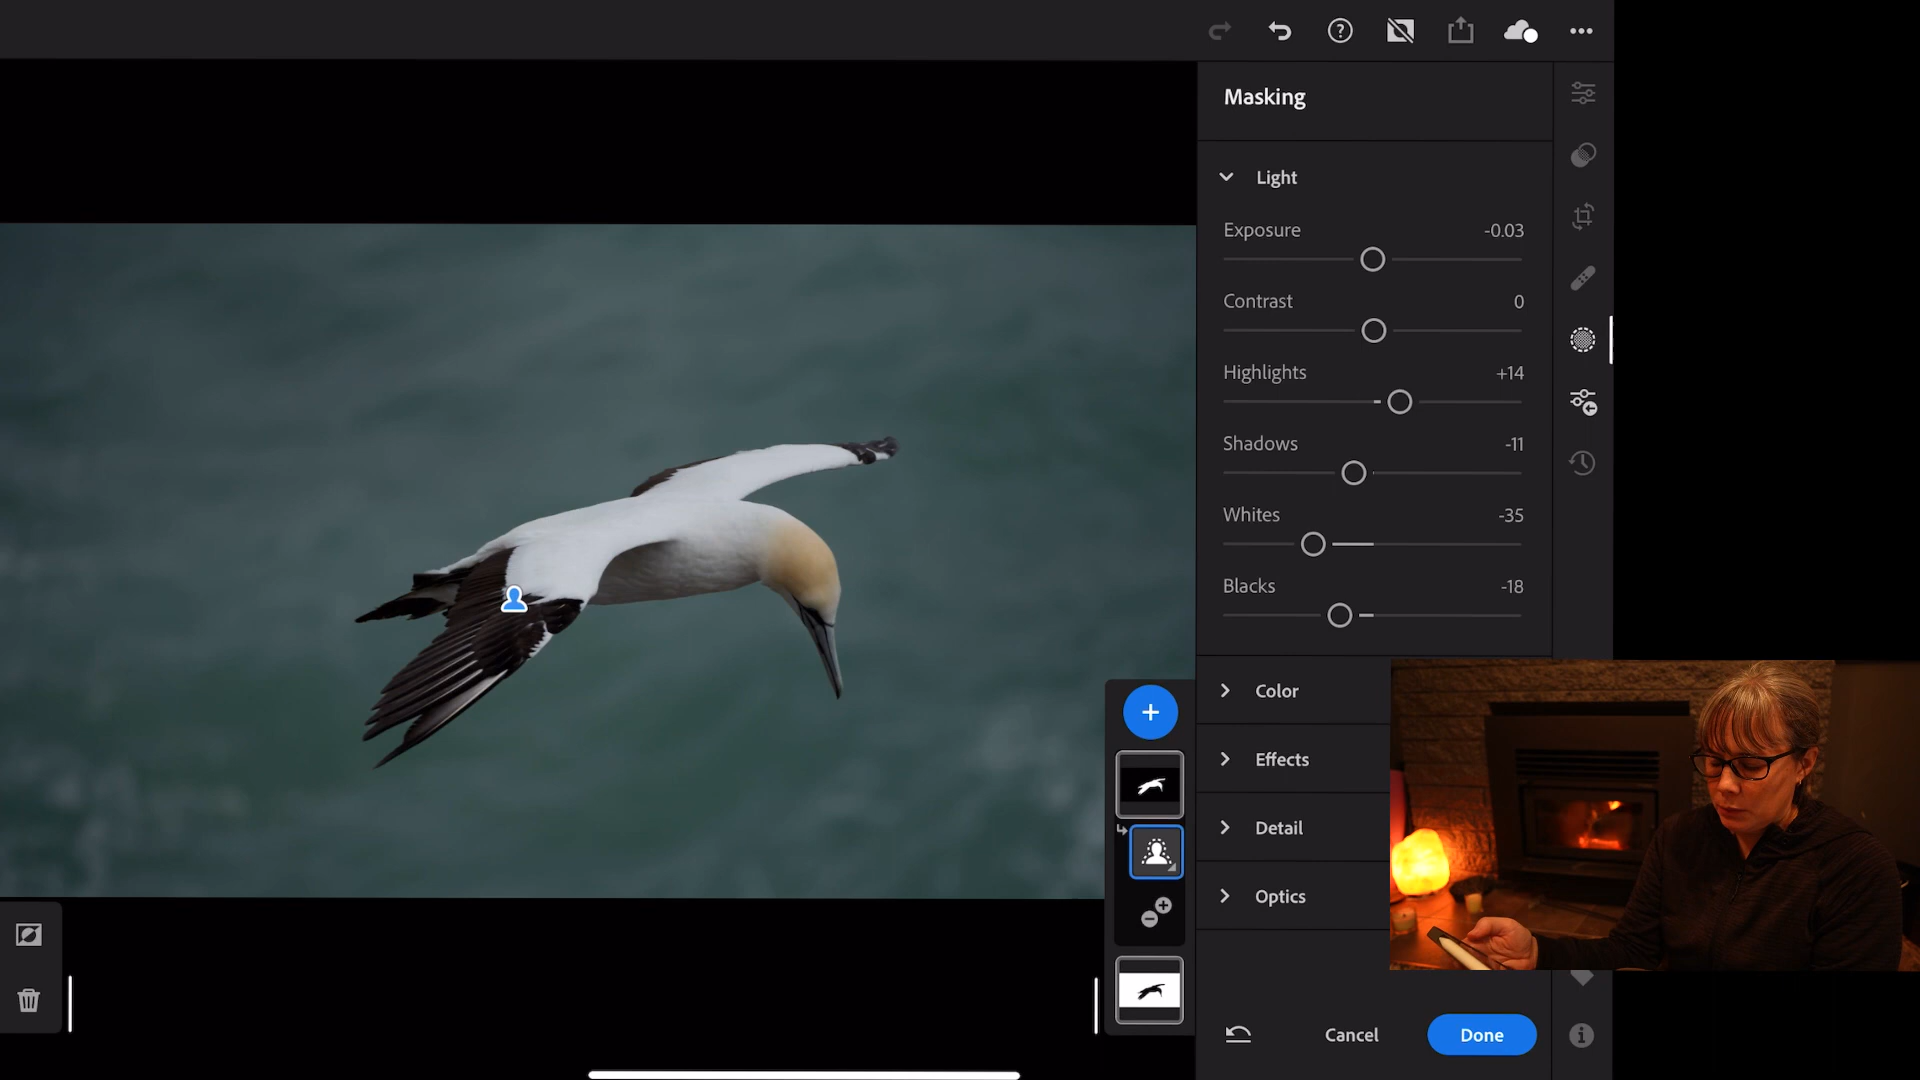 Masking
Light
Exposure -0.03
Contrast 0
Highlights +14
Shadows -11
Whites -35
Blacks -18
Color
Effects
Detail
Optics
Cancel Done